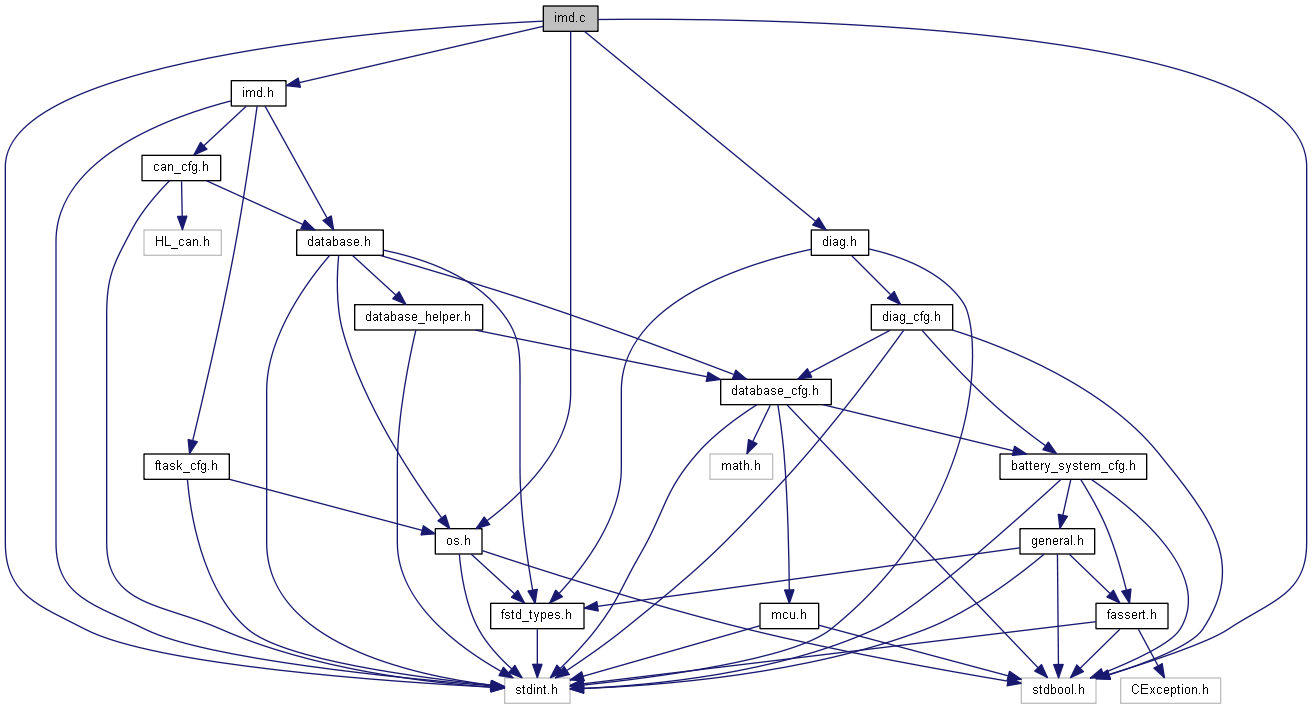 imd.c
imd.h
can_cfg.h
HL_can.h
database.h
diag.h
database_helper.h
diag_cfg.h
database_cfg.h
ftask_cfg.h
math.h
battery_system_cfg.h
os.h
general.h
fstd_types.h
mcu.h
fassert.h
stdint.h
stdbool.h
CException.h